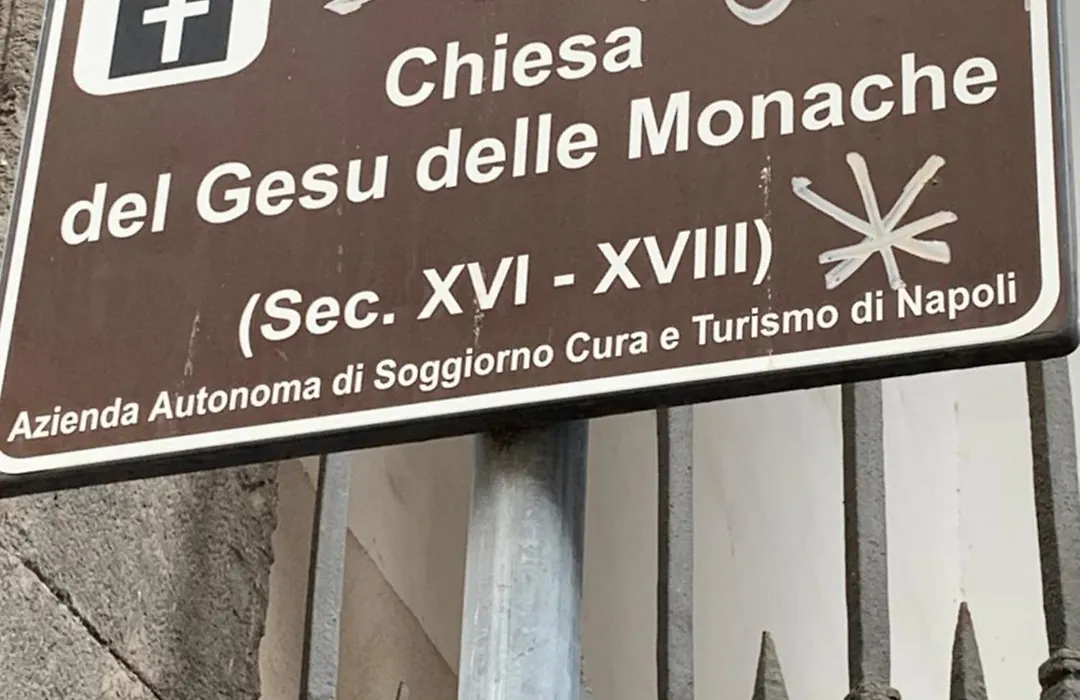 Chiesa
del Gesu delle Monache
(Sec. XVI - XVIII)
Azienda Autonoma di Soggiorno Cura e Turismo di Napoli